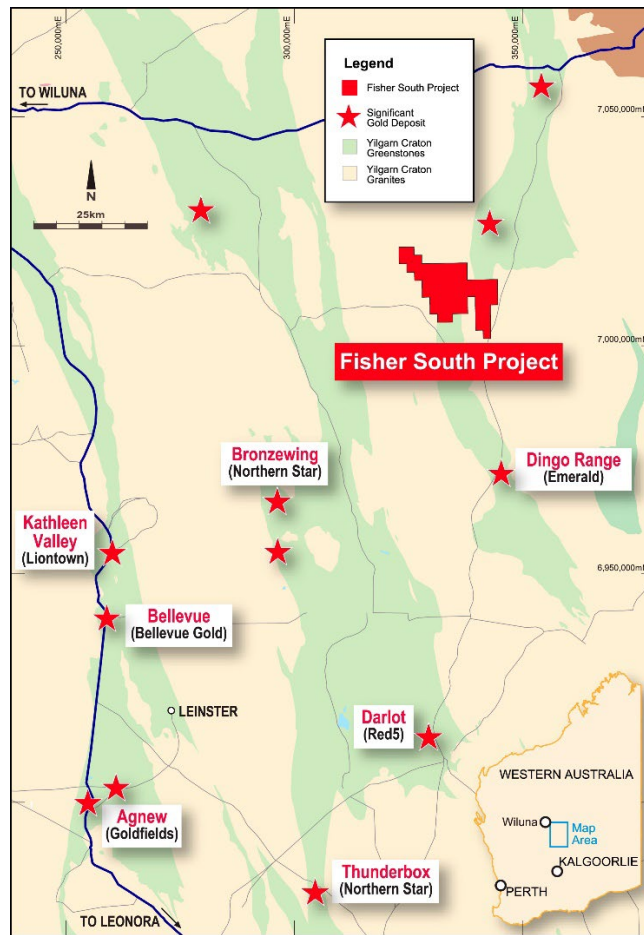 250,000mE
300,000mE
350,000mE
TO WILUNA
N
25km
Legend
Fisher South Project
Significant
Gold Deposit
Yilgarn Craton
Greenstones
Yilgarn Craton
Granites
7,050,000mE
7,000,000mE
Fisher South Project
Bronzewing
(Northern Star)
Dingo Range
(Emerald)
Kathleen
Valley
(Liontown)
6,950,000mE
Bellevue
(Bellevue Gold)
LEINSTER
Darlot
(Red5)
Agnew
(Goldfields)
Thunderbox
(Northern Star)
TO LEONORA
WESTERN AUSTRALIA
Wiluna
Map
Area
KALGOORLIE
PERTH